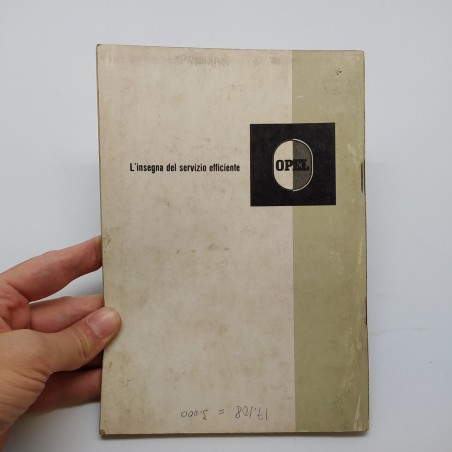 L'insegna del servizio efficiente
OPEL
17.108 = 3.000